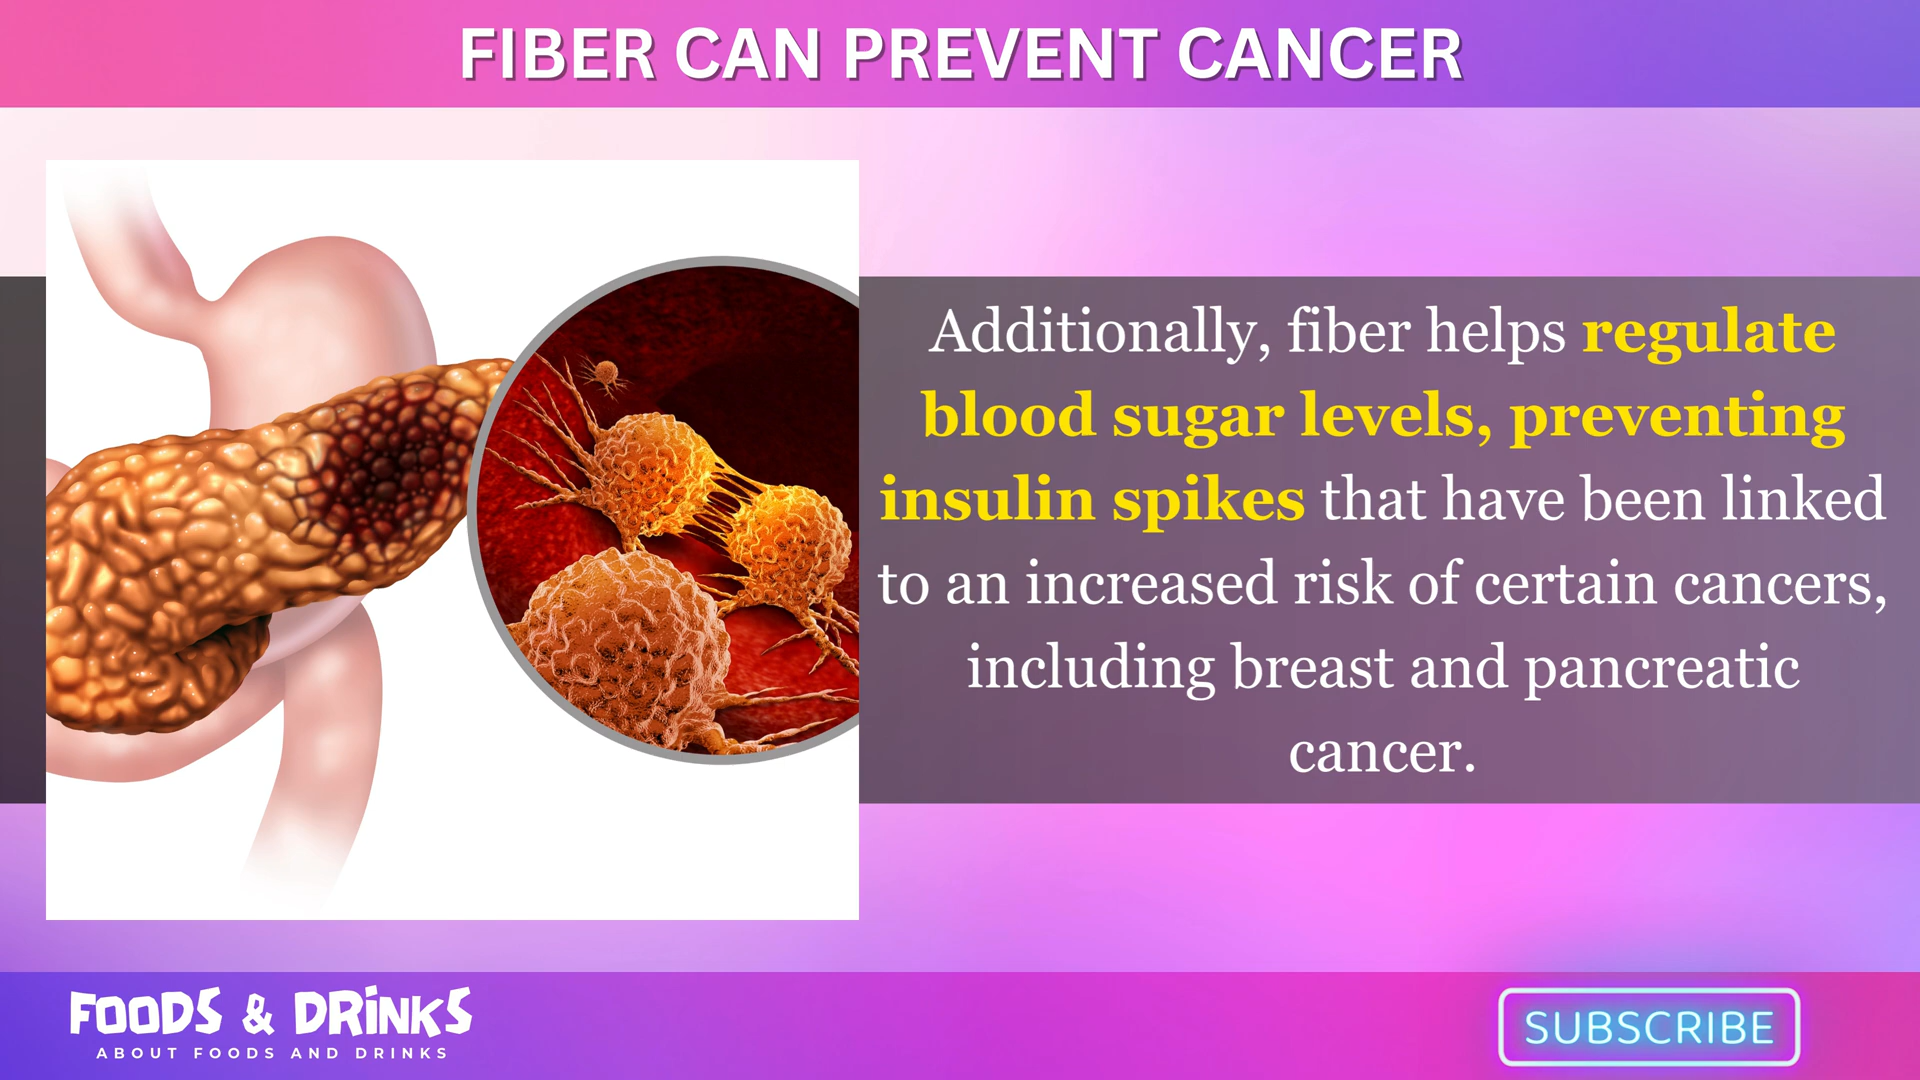 FIBER CAN PREVENT CANCER
Additionally, fiber helps regulate
blood sugar levels, preventing
insulin spikes that have been linked
to an increased risk of certain cancers,
including breast and pancreatic
cancer.
FOODS & DRiNKS
ABOUT FOODS AND DRINKS
SUBSCRIBE